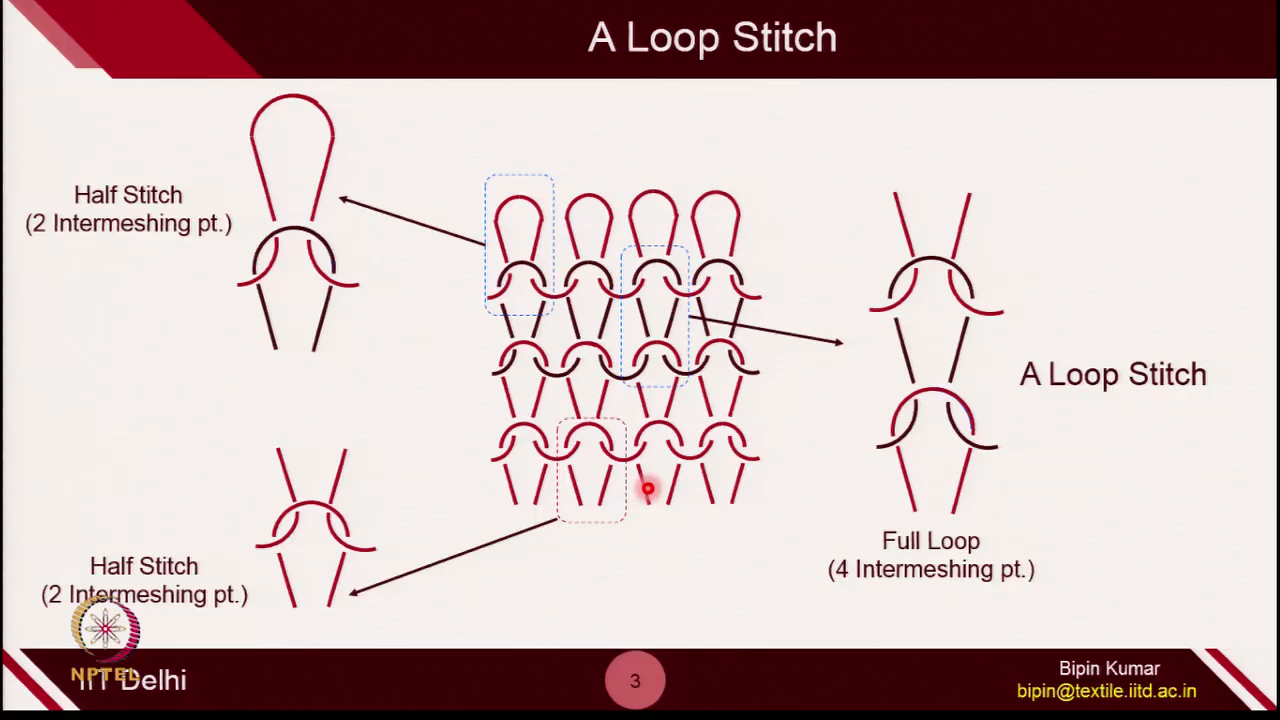 A Loop Stitch
Half Stitch
(2 Intermeshing pt.)
A Loop Stitch
Half Stitch
(2 Intermeshing pt.)
Full Loop
(4 Intermeshing pt.)
NPTEL
IIT Delhi
3
Bipin Kumar
bipin@textile.iitd.ac.in